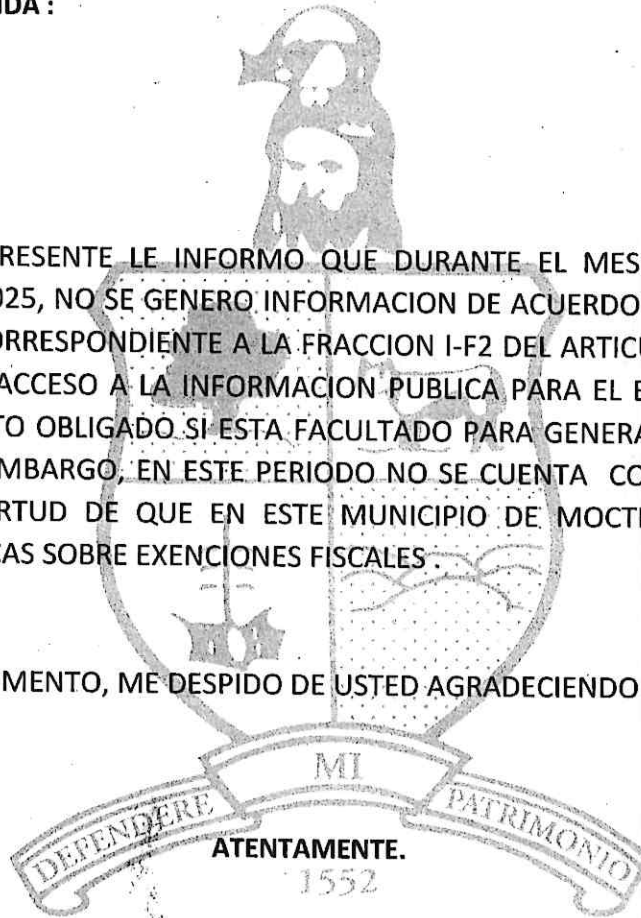 NDA :
RESENTE LE INFORMO QUE DURANTE EL MES
025, NO SE GENERO INFORMACION DE ACUERDO
ORRESPONDIENTE A LA FRACCION I-F2 DEL ARTICU
ACCESO A LA INFORMACION PUBLICA PARA EL E
TO OBLIGADO SI ESTA FACULTADO PARA GENERA
MBARGO, EN ESTE PERIODO NO SE CUENTA CO
RTUD DE QUE EN ESTE MUNICIPIO DE MOCTE
CAS SOBRE EXENCIONES FISCALES .
MENTO, ME DESPIDO DE USTED AGRADECIENDO
DEFENDERE MI PATRIMONIO
ATENTAMENTE.
1552